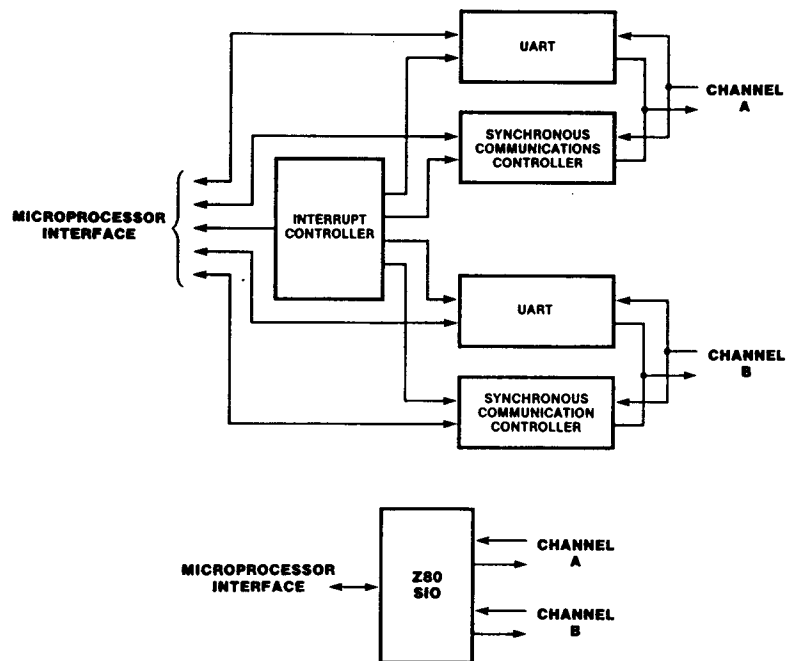 UART
CHANNEL
A
SYNCHRONOUS
COMMUNICATIONS
CONTROLLER
MICROPROCESSOR
INTERFACE
INTERRUPT
CONTROLLER
UART
CHANNEL
B
SYNCHRONOUS
COMMUNICATION
CONTROLLER
MICROPROCESSOR
INTERFACE
Z80
SIO
CHANNEL
A
CHANNEL
B